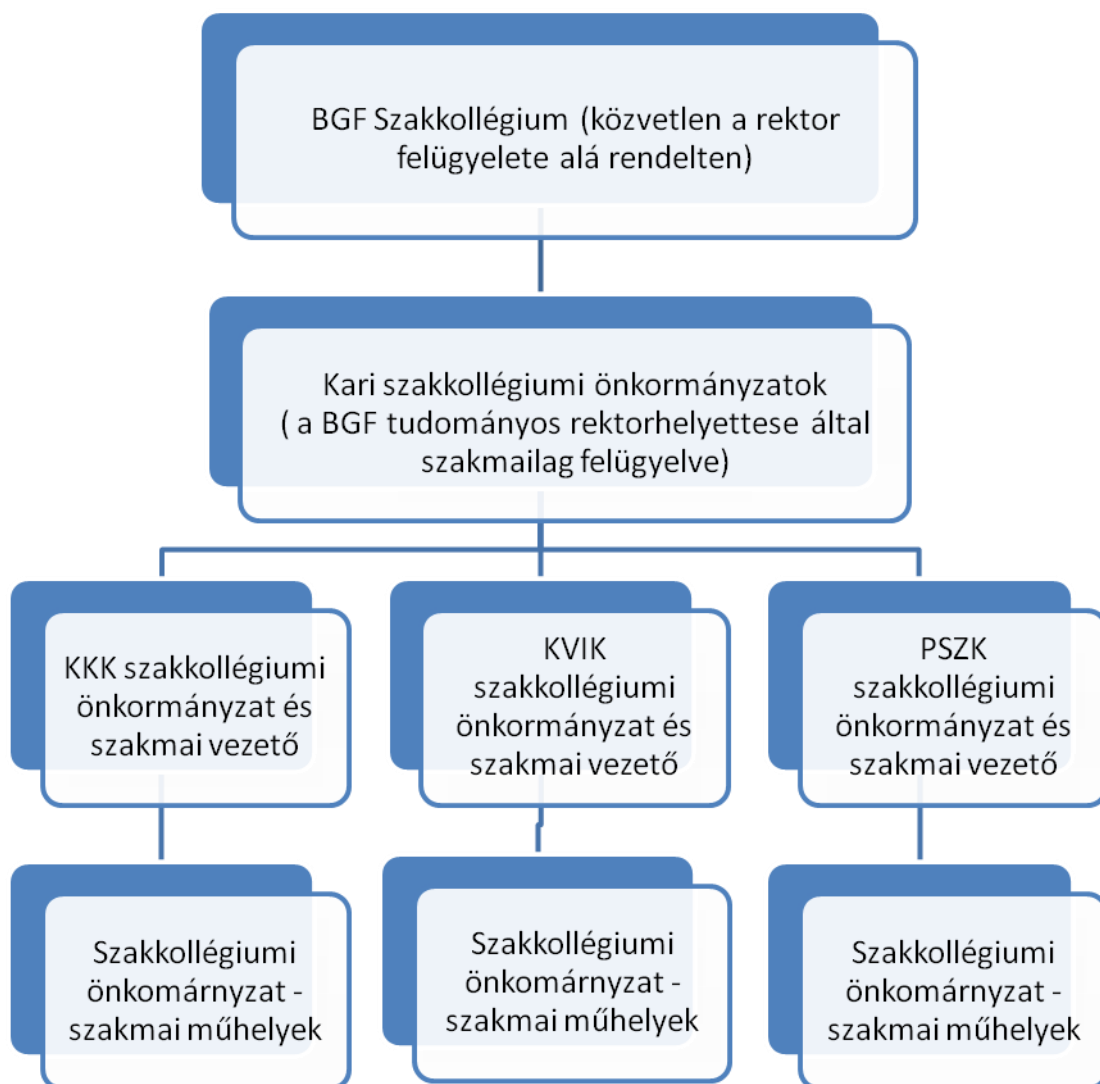 BGF Szakkollégium (közvetlen a rektor
felügyelete alá rendelten)
Kari szakkollégiumi önkormányzatok
( a BGF tudományos rektorhelyettese által
szakmailag felügyelve)
KKK szakkollégiumi
önkormányzat és
szakmai vezető
KVIK
szakkollégiumi
önkormányzat és
szakmai vezető
PSZK
szakkollégiumi
önkormányzat és
szakmai vezető
Szakkollégiumi
önkomárnyzat -
szakmai műhelyek
Szakkollégiumi
önkomárnyzat -
szakmai műhelyek
Szakkollégiumi
önkomárnyzat -
szakmai műhelyek